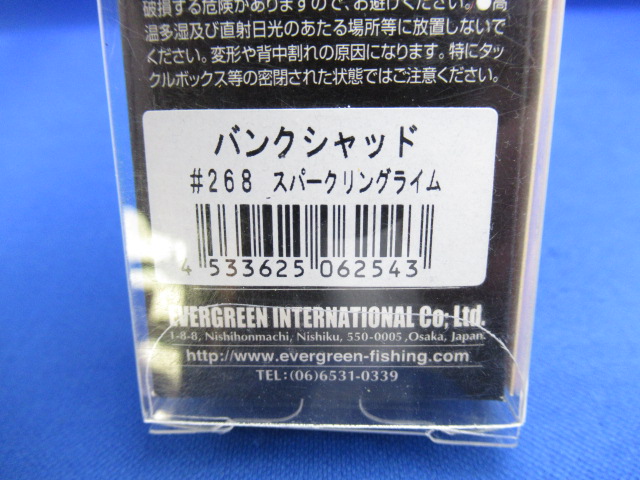 破損する危険がありますので、お避けください。●高
温多湿及び直射日光のあたる場所等に放置しないで
ください。変形や背中割れの原因になります。特にタッ
クルボックス等の密閉された状態ではご注意ください。
バンクシャッド
#268 スパークリングライム
4 533625 062543
EVERGREEN INTERNATIONAL Co; Ltd.
1-8-8, Nishihonmachi, Nishiku, 550-0005 ,Osaka, Japan.
http://www.evergreen-fishing.com
TEL:(06)6531-0339